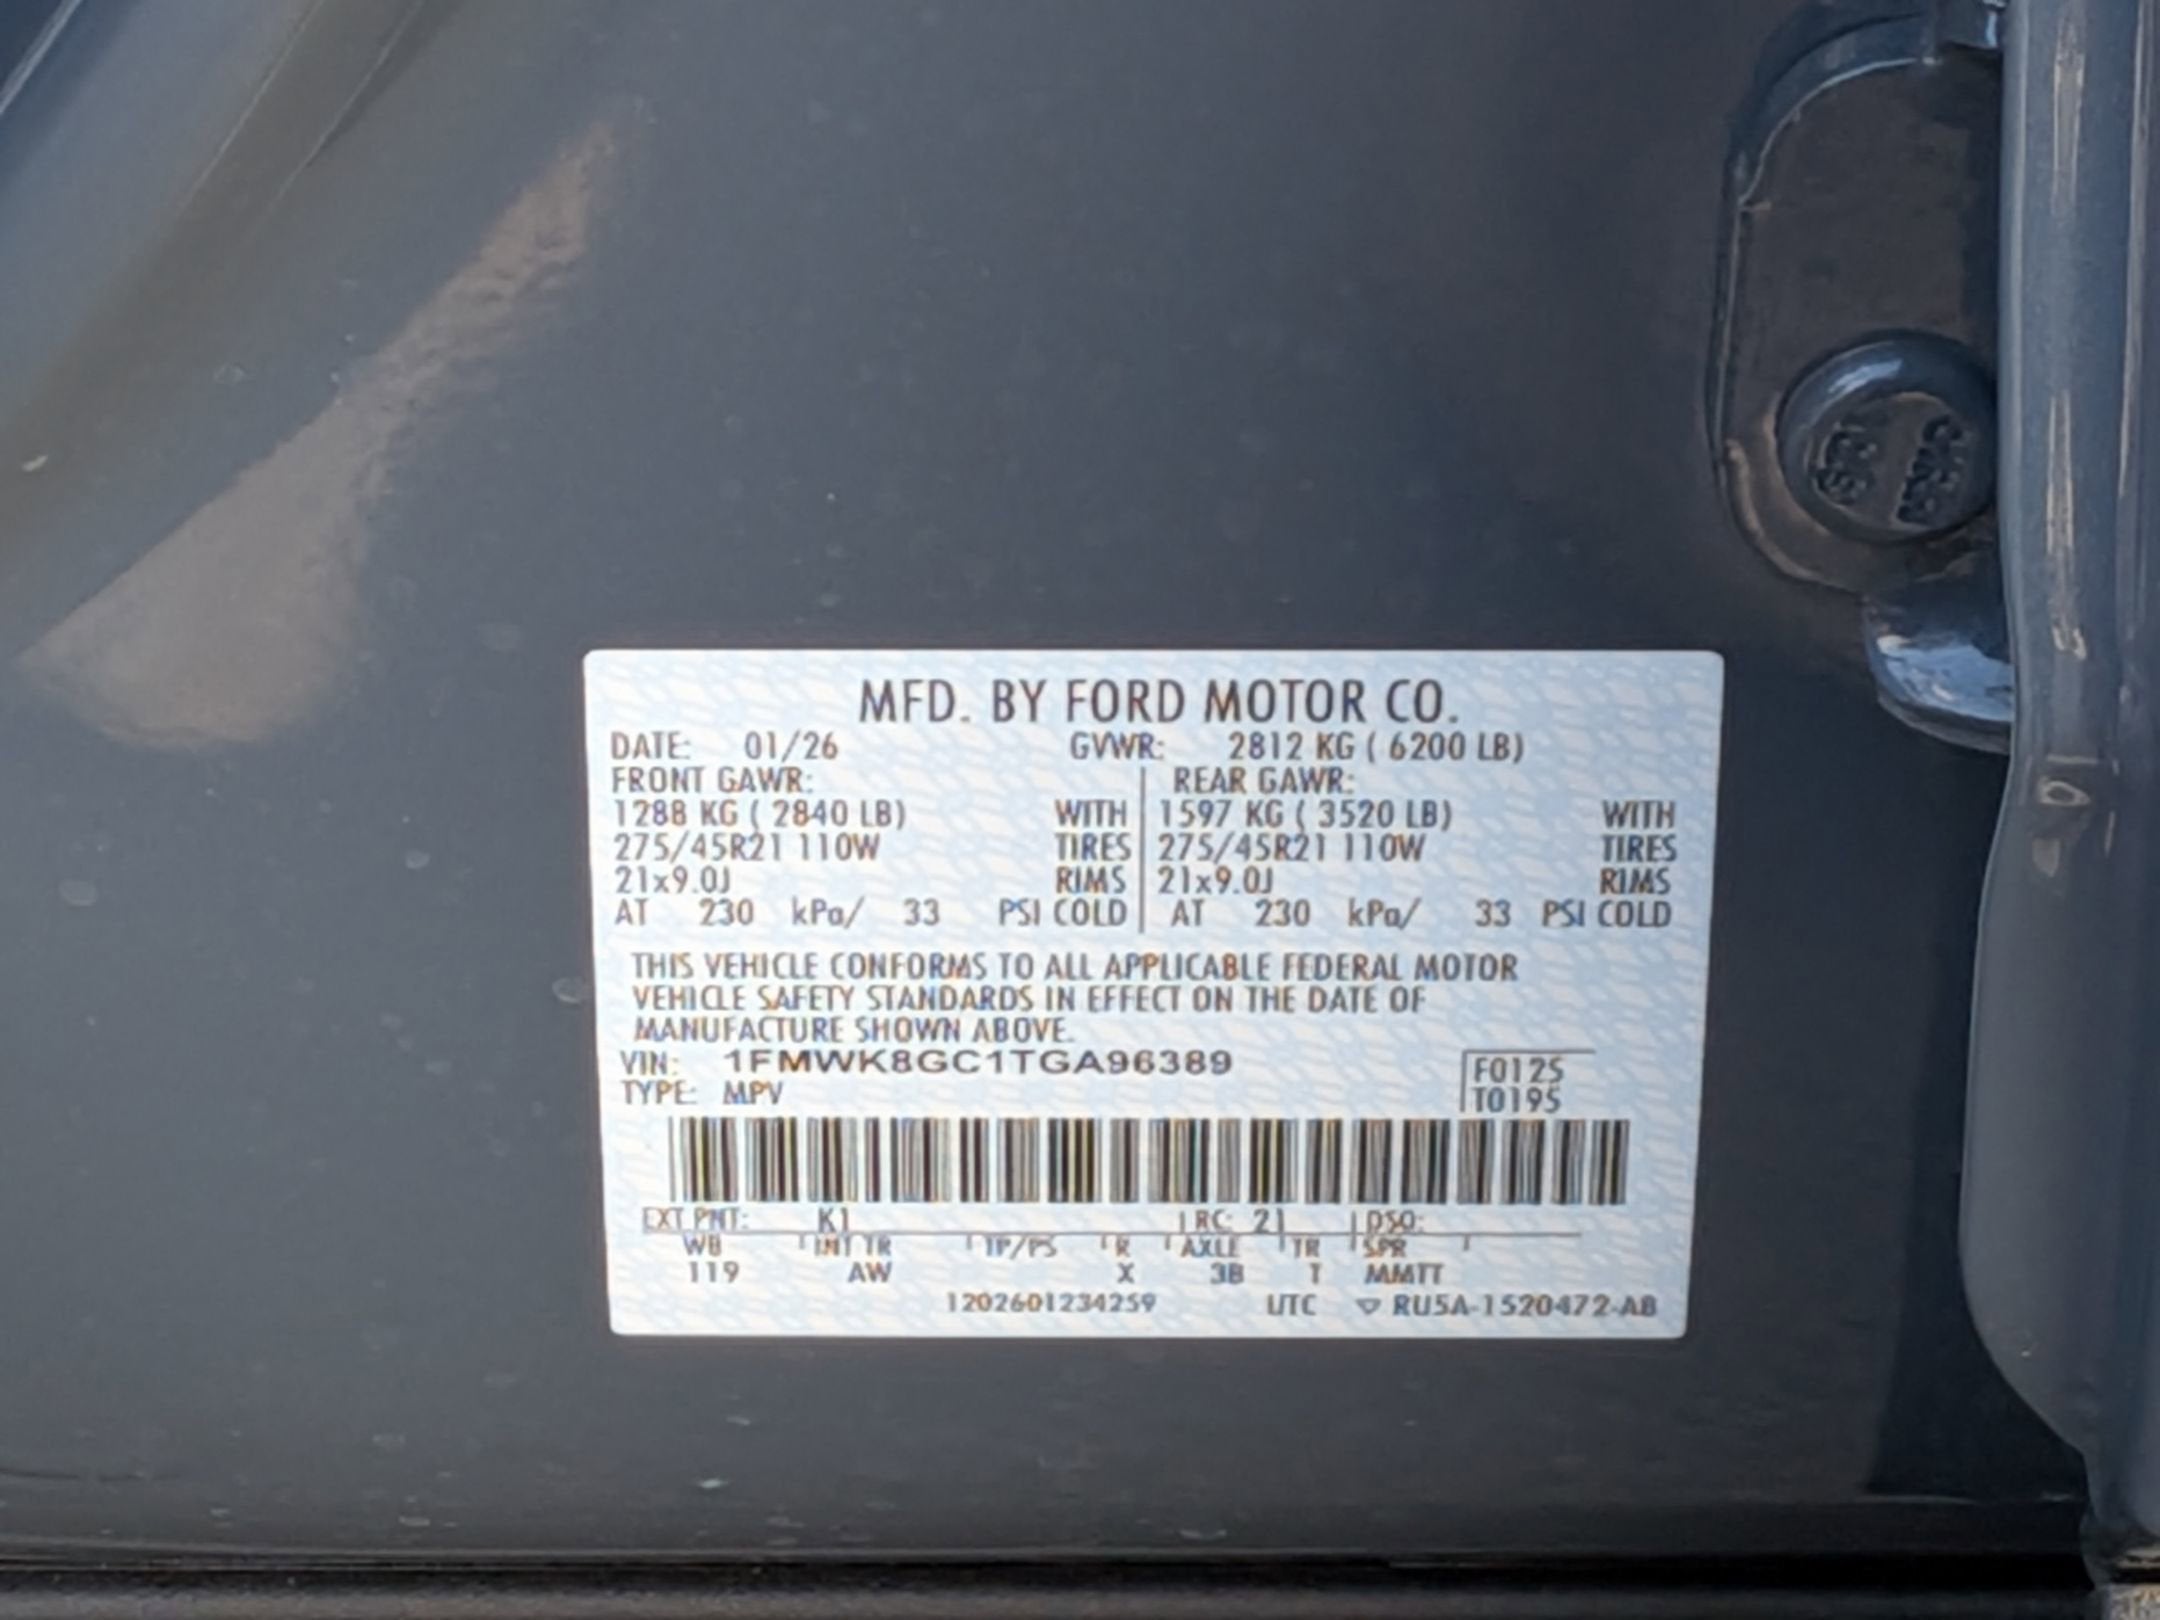 MFD. BY FORD MOTOR CO.
DATE: 01/26 GVWR: 2812 KG ( 6200 LB)
FRONT GAWR: REAR GAWR:
1288 KG ( 2840 LB) WITH 1597 KG ( 3520 LB) WITH
275/45R21 110W TIRES 275/45R21 110W TIRES
21x9.0J RIMS 21x9.0J RIMS
AT 230 kPa/ 33 PSI COLD AT 230 kPa/ 33 PSI COLD
THIS VEHICLE CONFORMS TO ALL APPLICABLE FEDERAL MOTOR
VEHICLE SAFETY STANDARDS IN EFFECT ON THE DATE OF
MANUFACTURE SHOWN ABOVE.
VIN: 1FMWK8GC1TGA96389 F0125
TYPE: MPV T0195
EXT PNT: K1 RC: 21 DSO:
WB INT TR TP/PS R AXLE TR SPR
119 AW X 3B T MMTT
1202601234259 UTC ▽ RU5A-1520472-AB